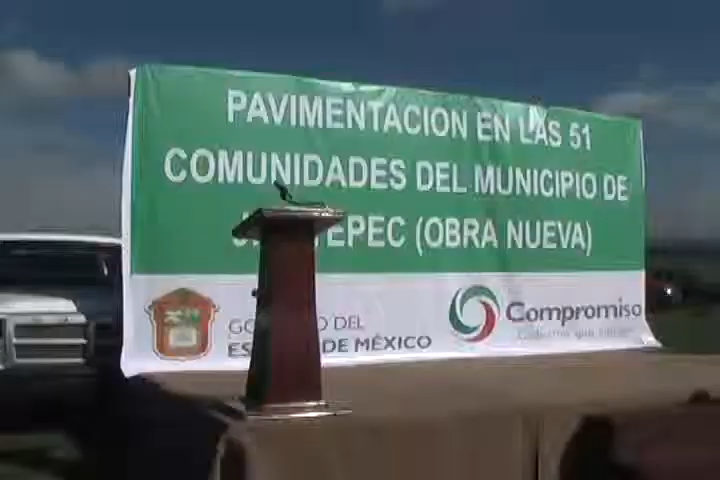 PAVIMENTACION EN LAS 51
COMUNIDADES DEL MUNICIPIO DE
(OBRA NUEVA)
DEL
DE MÉXICO
Compromiso